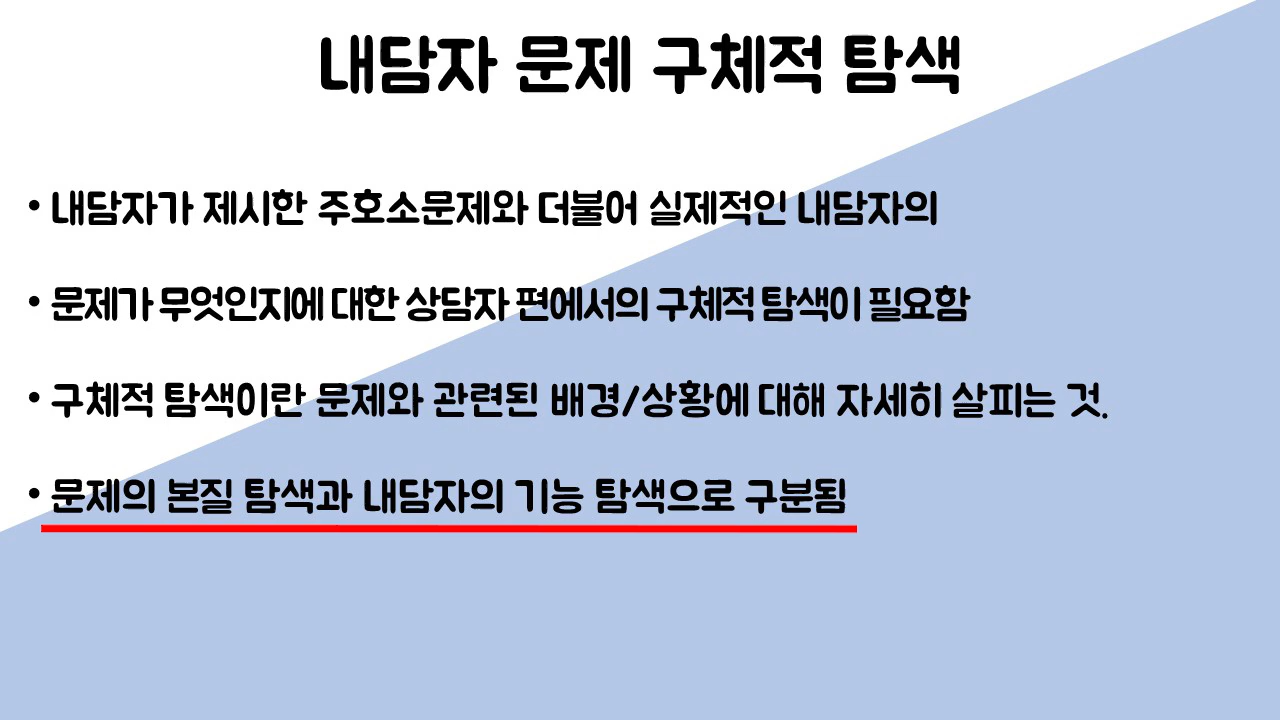 내담자 문제 구체적 탐색
• 내담자가 제시한 주호소문제와 더불어 실제적인 내담자의
• 문제가 무엇인지에 대한 상담자 편에서의 구체적 탐색이 필요함
• 구체적 탐색이란 문제와 관련된 배경/상황에 대해 자세히 살피는 것.
• 문제의 본질 탐색과 내담자의 기능 탐색으로 구분됨